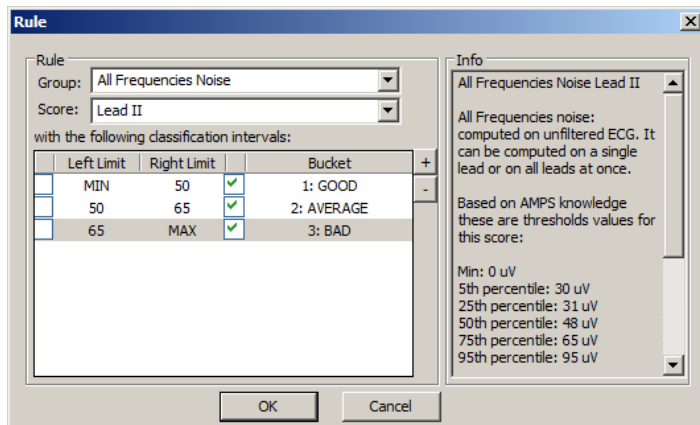 Rule
Rule
Group: All Frequencies Noise
Score: Lead II
with the following classification intervals:
Left Limit Right Limit Bucket
MIN 50 1: GOOD
50 65 2: AVERAGE
65 MAX 3: BAD
+
-
Info
All Frequencies Noise Lead II
All Frequencies noise:
computed on unfiltered ECG. It
can be computed on a single
lead or on all leads at once.
Based on AMPS knowledge
these are thresholds values for
this score:
Min: 0 uV
5th percentile: 30 uV
25th percentile: 31 uV
50th percentile: 48 uV
75th percentile: 65 uV
95th percentile: 95 uV
OK Cancel